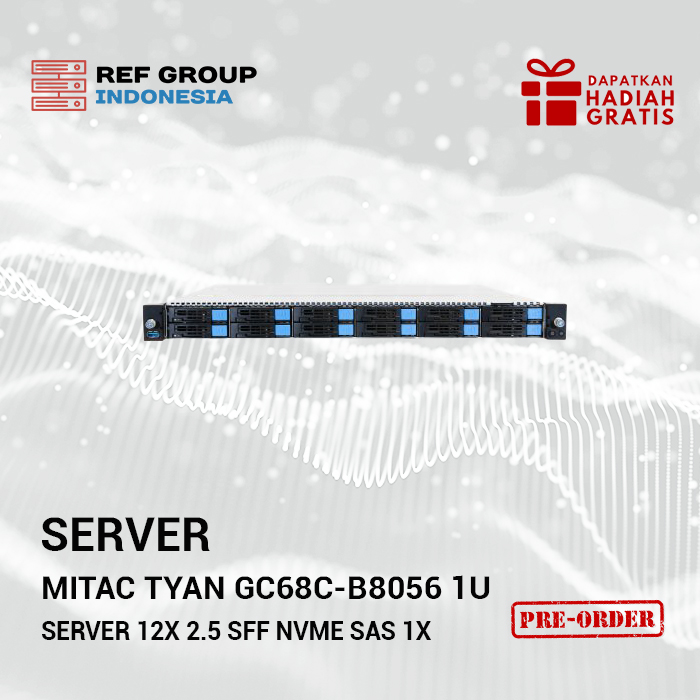 REF GROUP
INDONESIA
DAPATKAN
HADIAH
GRATIS
SERVER
MITAC TYAN GC68C-B8056 1U
SERVER 12X 2.5 SFF NVME SAS 1X
PRE-ORDER